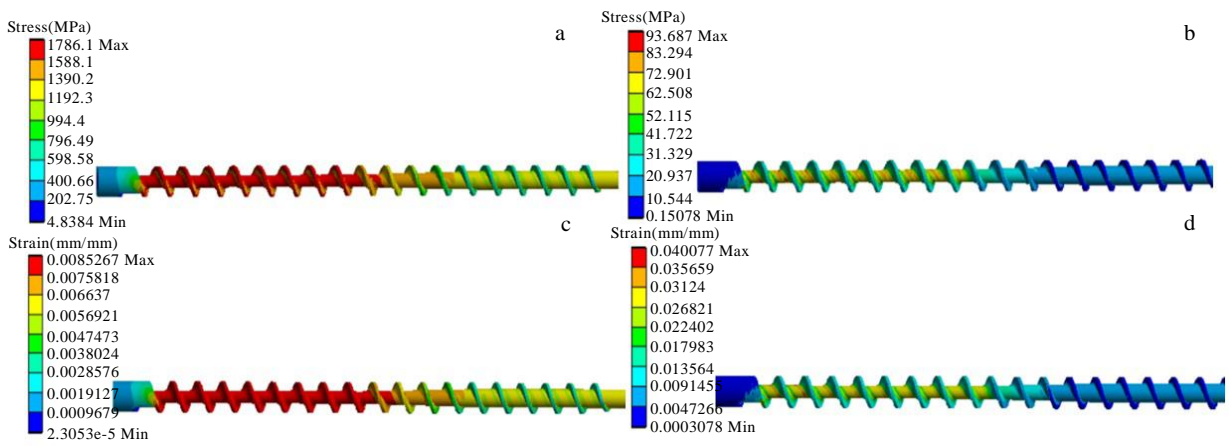 Stress(MPa)
1786.1 Max
1588.1
1390.2
1192.3
994.4
796.49
598.58
400.66
202.75
4.8384 Min
a
Stress(MPa)
93.687 Max
83.294
72.901
62.508
52.115
41.722
31.329
20.937
10.544
0.15078 Min
b
Strain(mm/mm)
0.0085267 Max
0.0075818
0.006637
0.0056921
0.0047473
0.0038024
0.0028576
0.0019127
0.0009679
2.3053e-5 Min
c
Strain(mm/mm)
0.040077 Max
0.035659
0.03124
0.026821
0.022402
0.017983
0.013564
0.0091455
0.0047266
0.0003078 Min
d